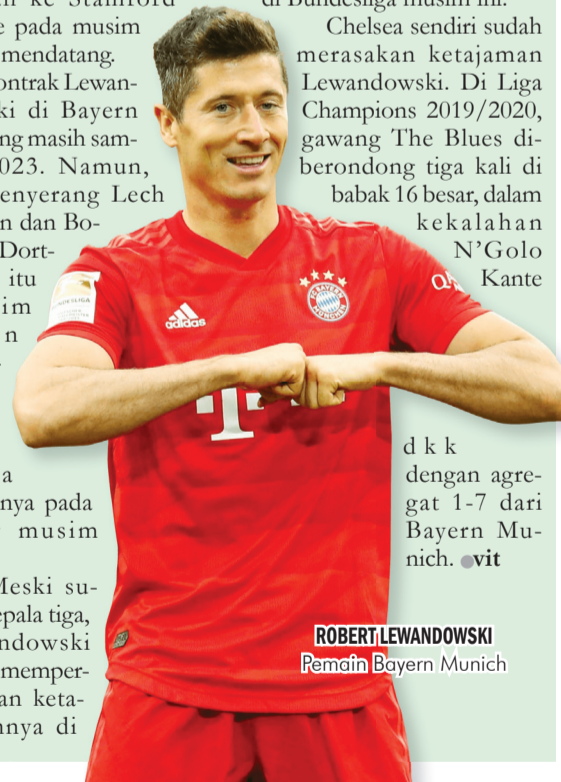 ke Stamford
e pada musim
mendatang.
ontrak Lewan-
ki di Bayern
ng masih sam-
023. Namun,
enyerang Lech
n dan Bo-
Dort-
itu
im
n
a
nya pada
musim
Meski su-
epala tiga,
ndowski
memper-
an keta-
nya di
di Bundesliga musim ini.
Chelsea sendiri sudah
merasakan ketajaman
Lewandowski. Di Liga
Champions 2019/2020,
gawang The Blues di-
berondong tiga kali di
babak 16 besar, dalam
kekalahan
N'Golo
Kante
dkk
dengan agre-
gat 1-7 dari
Bayern Mu-
nich. ●vit
adidas
FC BAYERN
MÜNCHEN
BUNDESLIGA
QA
T
ROBERT LEWANDOWSKI
Pemain Bayern Munich